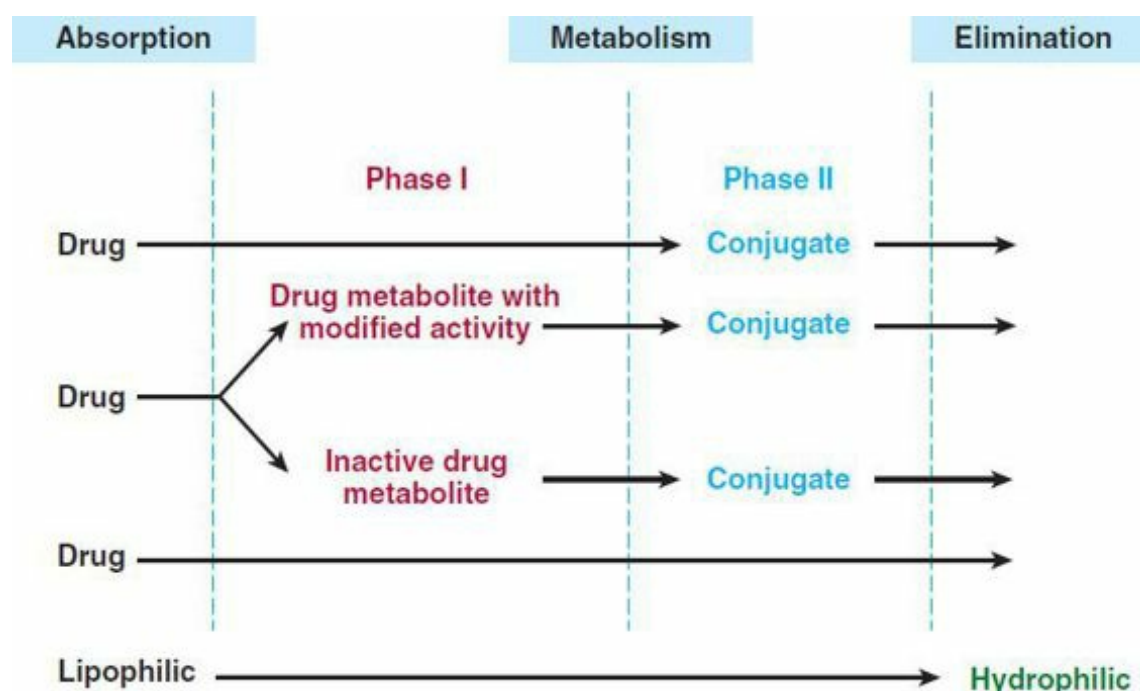 Absorption Metabolism Elimination
Phase I Phase II
Drug Conjugate
Drug metabolite with
modified activity Conjugate
Drug
Inactive drug
metabolite Conjugate
Drug
Lipophilic Hydrophilic